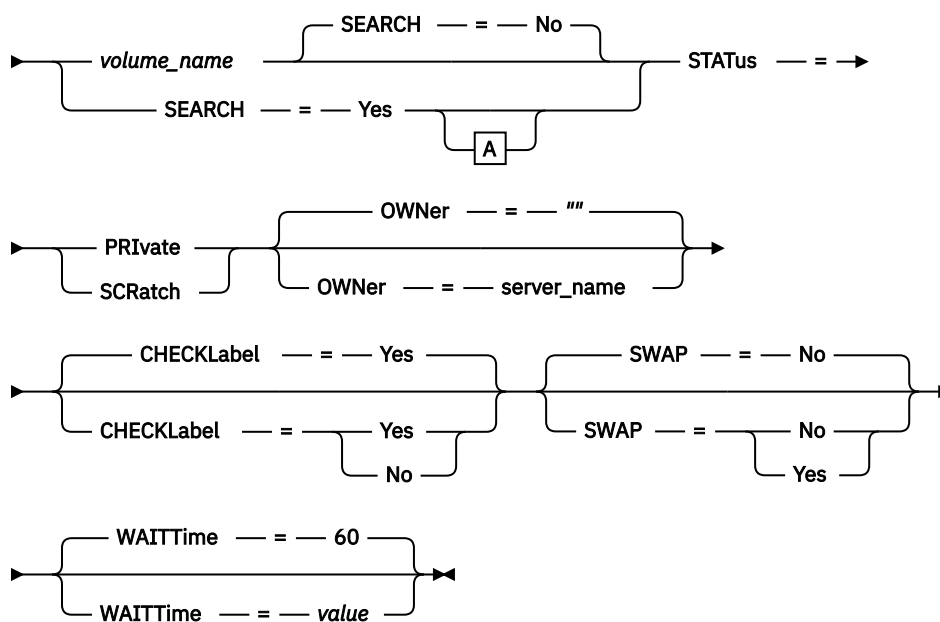 SEARCH = No
volume_name STATus =
SEARCH = Yes
A
OWNer = ""
PRIvate
SCRatch OWNer = server_name
CHECKLabel = Yes SWAP = No
CHECKLabel = Yes SWAP = No
No Yes
WAITTime = 60
WAITTime = value